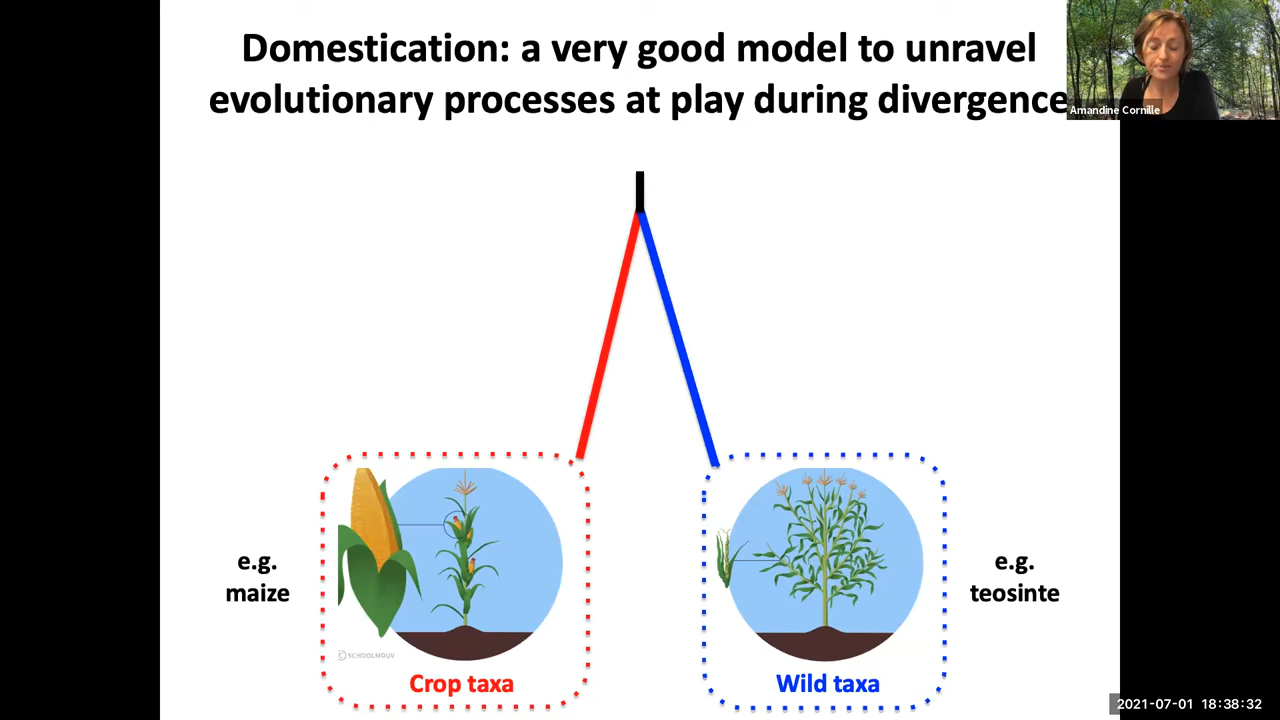 Domestication: a very good model to unravel
evolutionary processes at play during divergence
Amandine Cornille
e.g.
maize
e.g.
teosinte
© SCHOOLMOUV
Crop taxa
Wild taxa
2021-07-01 18:38:32